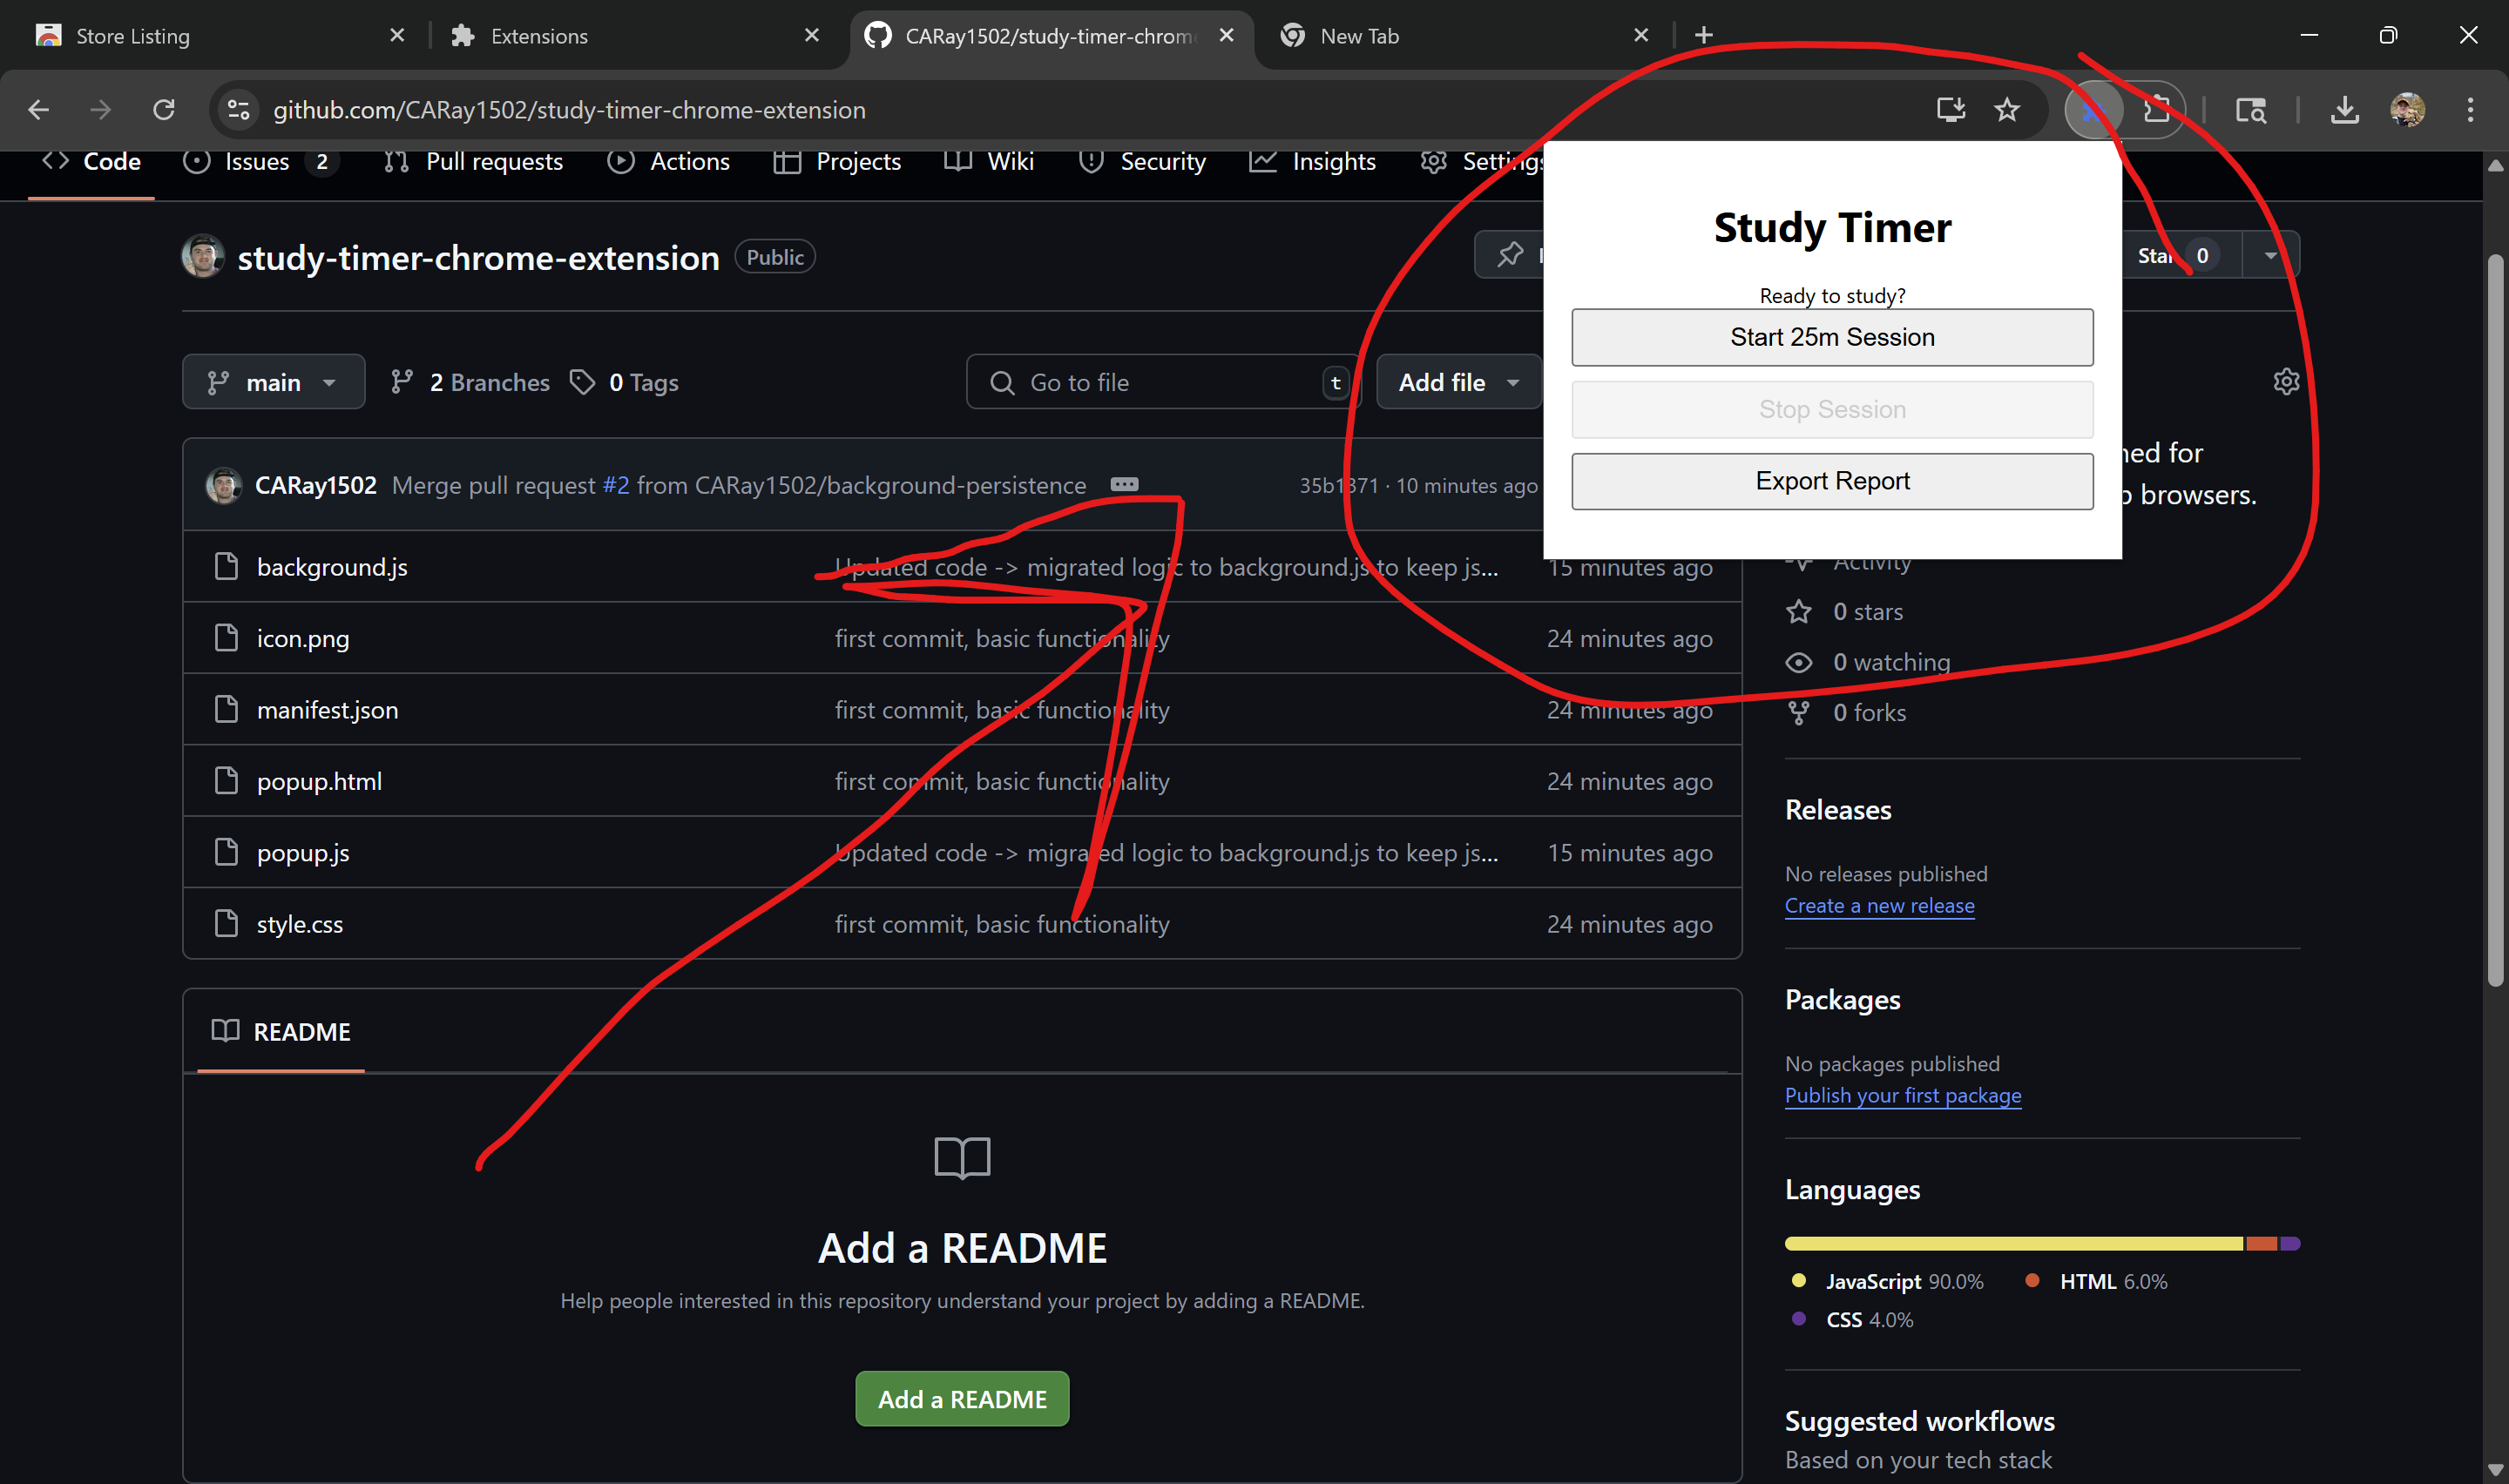 Store Listing
Extensions
CARay1502/study-timer-chrom
New Tab
github.com/CARay1502/study-timer-chrome-extension
Code
Issues 2
Pull requests
Actions
Projects
Wiki
Security
Insights
Settings
study-timer-chrome-extension
Public
Star 0
main
2 Branches
0 Tags
Go to file
t
Add file
Study Timer
Ready to study?
Start 25m Session
Stop Session
Export Report
browsers.
CARay1502 Merge pull request #2 from CARay1502/background-persistence
35b1371 · 10 minutes ago
background.js
Updated code -> migrated logic to background.js to keep js...
15 minutes ago
icon.png
first commit, basic functionality
24 minutes ago
manifest.json
first commit, basic functionality
24 minutes ago
popup.html
first commit, basic functionality
24 minutes ago
popup.js
Updated code -> migrated logic to background.js to keep js...
15 minutes ago
style.css
first commit, basic functionality
24 minutes ago
README
Add a README
Help people interested in this repository understand your project by adding a README.
Add a README
for
Activity
0 stars
0 watching
0 forks
Releases
No releases published
Create a new release
Packages
No packages published
Publish your first package
Languages
JavaScript 90.0%
HTML 6.0%
CSS 4.0%
Suggested workflows
Based on your tech stack